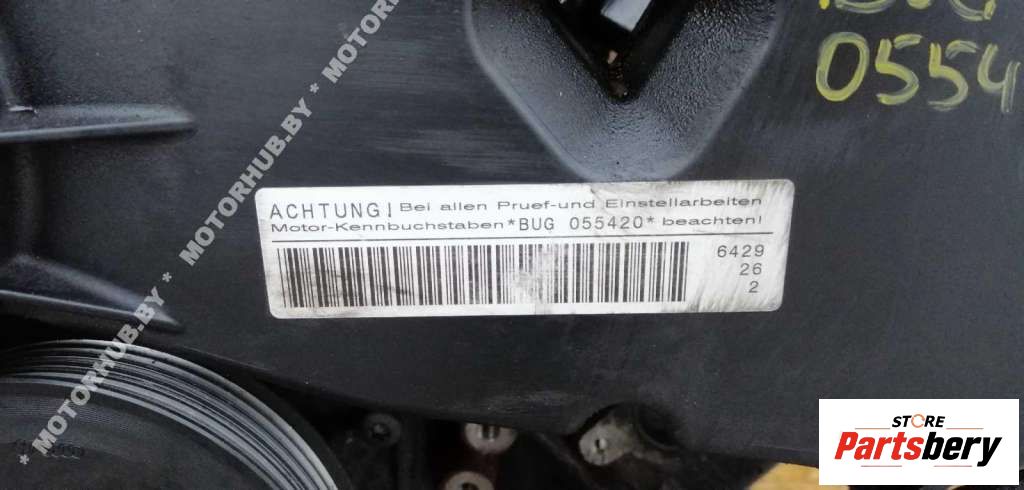 0554
ACHTUNG! Bei allen Pruef-und Einstellarbeiten
Motor-Kennbuchstaben *BUG 055420* beachten!
6429
26
2
* MOTORHUB.BY * MOTORHUB.BY * MOTORHUB.BY *
STORE
Partsbery